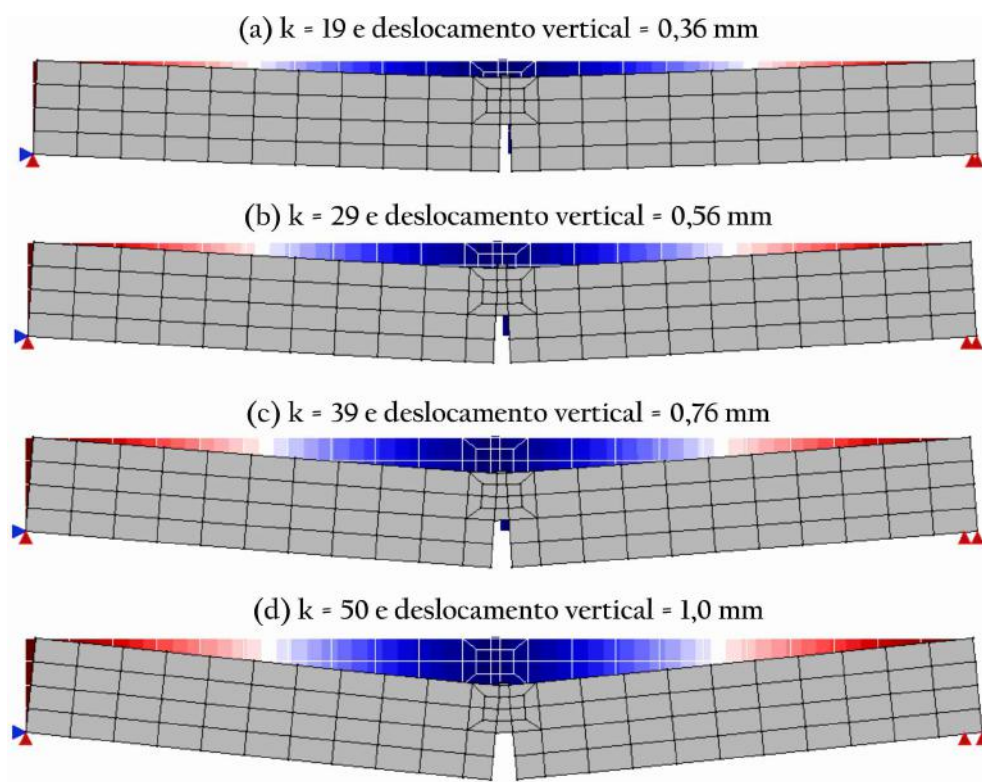 (a) k = 19 e deslocamento vertical = 0,36 mm
(b) k = 29 e deslocamento vertical = 0,56 mm
(c) k = 39 e deslocamento vertical = 0,76 mm
(d) k = 50 e deslocamento vertical = 1,0 mm